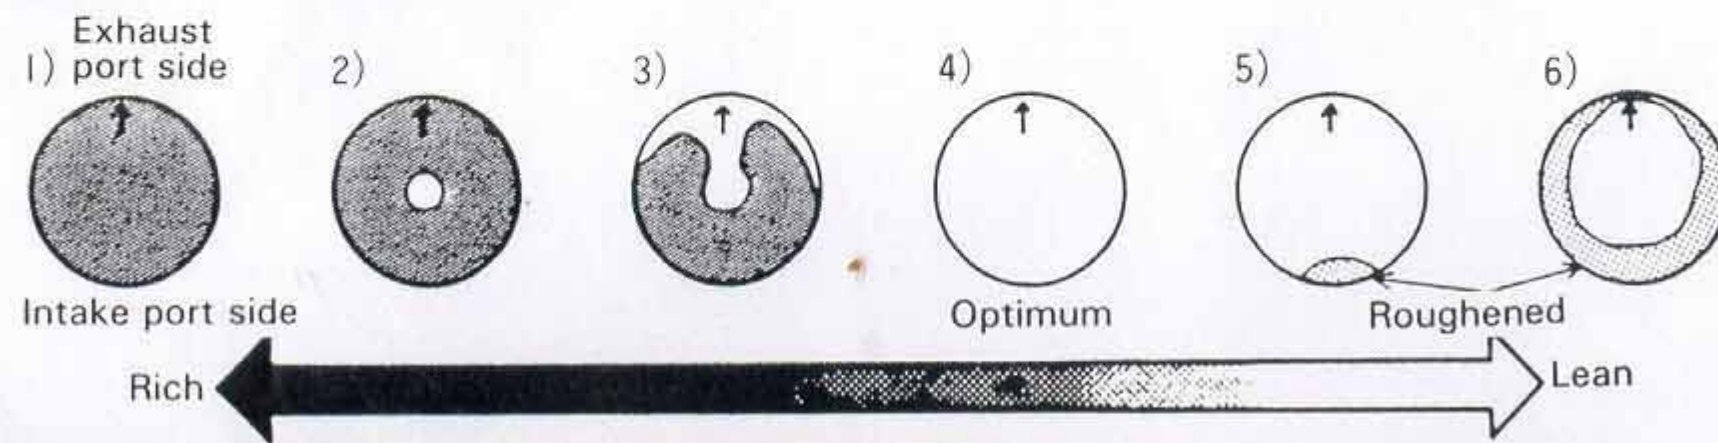 Exhaust
1) port side
2)
3)
4)
5)
6)
Intake port side
Optimum
Roughened
Rich
Lean